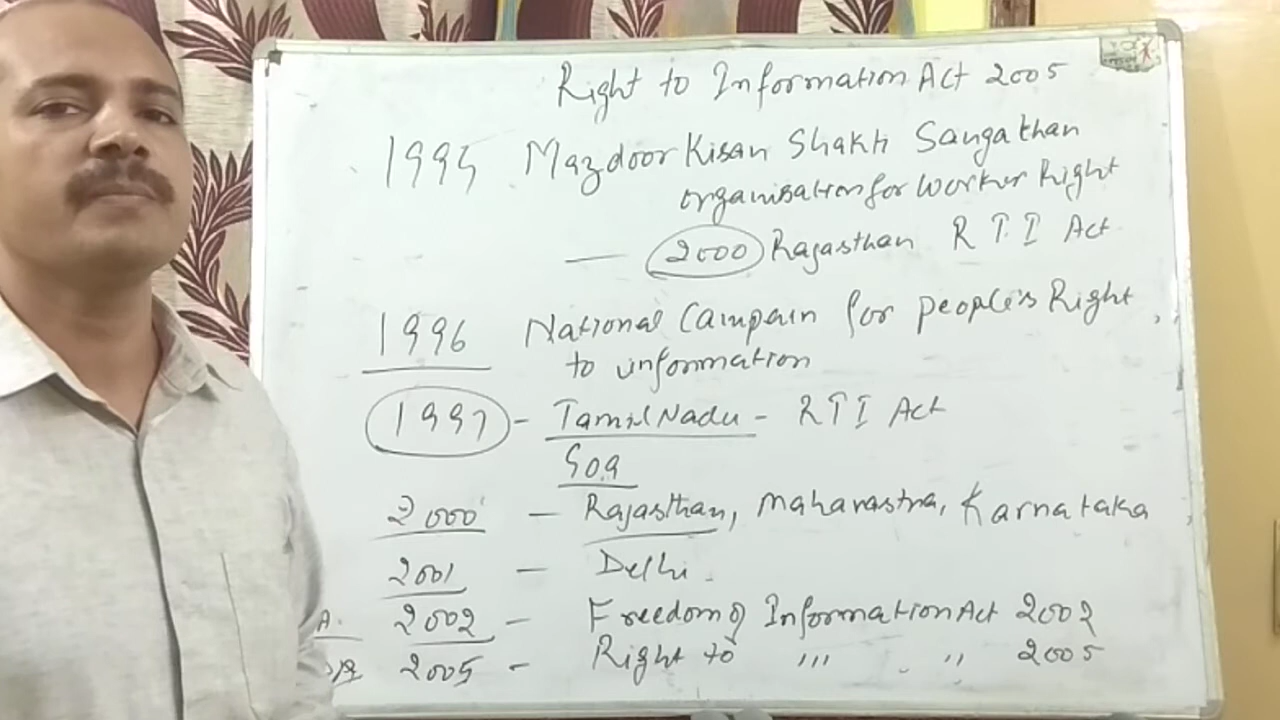 Right to Information Act 2005
1995 Mazdoor Kisan Shakti Sangathan
organisation for worker Right
— 2000 Rajasthan R T I Act
1996 National Campain for people's Right
to information
1997 - Tamil Nadu - RTI Act
Goa
2000 - Rajasthan, Maharastra, Karnataka
2001 - Delhi.
A. 2002 - Freedom of Information Act 2002
2005 - Right to ,,, ,, 2005